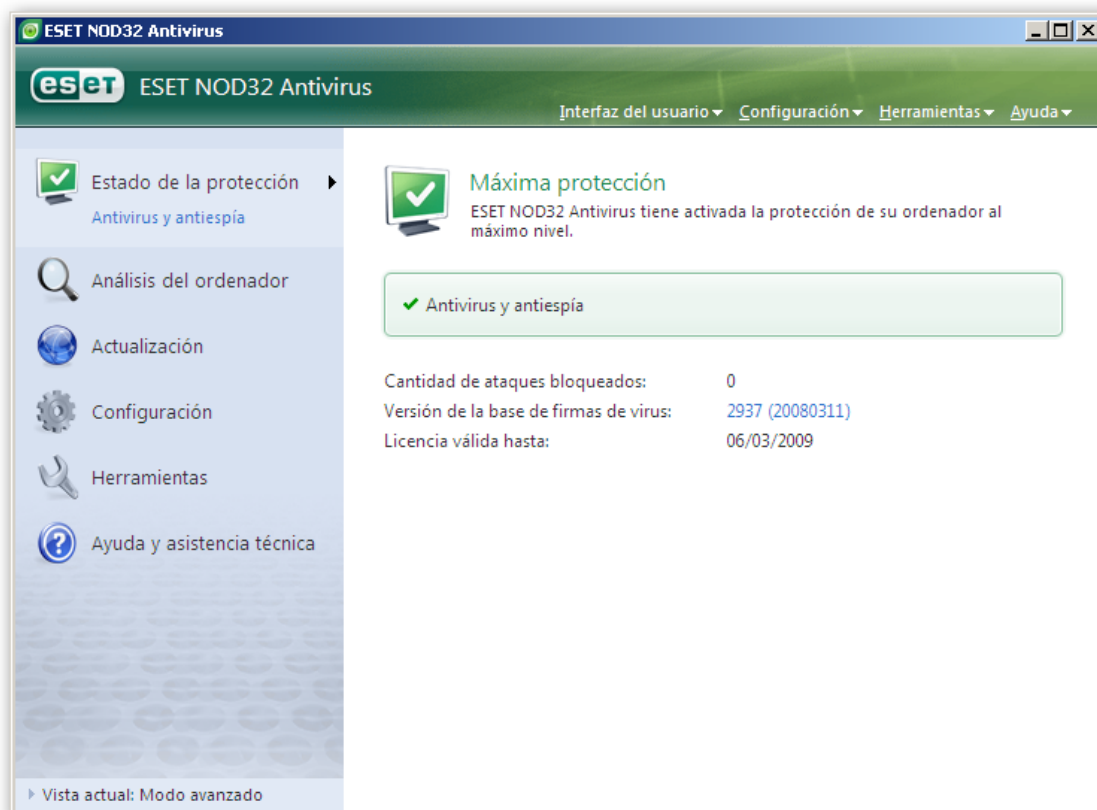 ESET NOD32 Antivirus
eset ESET NOD32 Antivirus
Interfaz del usuario Configuración Herramientas Ayuda
Estado de la protección
Antivirus y antiespía
Análisis del ordenador
Actualización
Configuración
Herramientas
Ayuda y asistencia técnica
Vista actual: Modo avanzado
Máxima protección
ESET NOD32 Antivirus tiene activada la protección de su ordenador al
máximo nivel.
Antivirus y antiespía
Cantidad de ataques bloqueados: 0
Versión de la base de firmas de virus: 2937 (20080311)
Licencia válida hasta: 06/03/2009